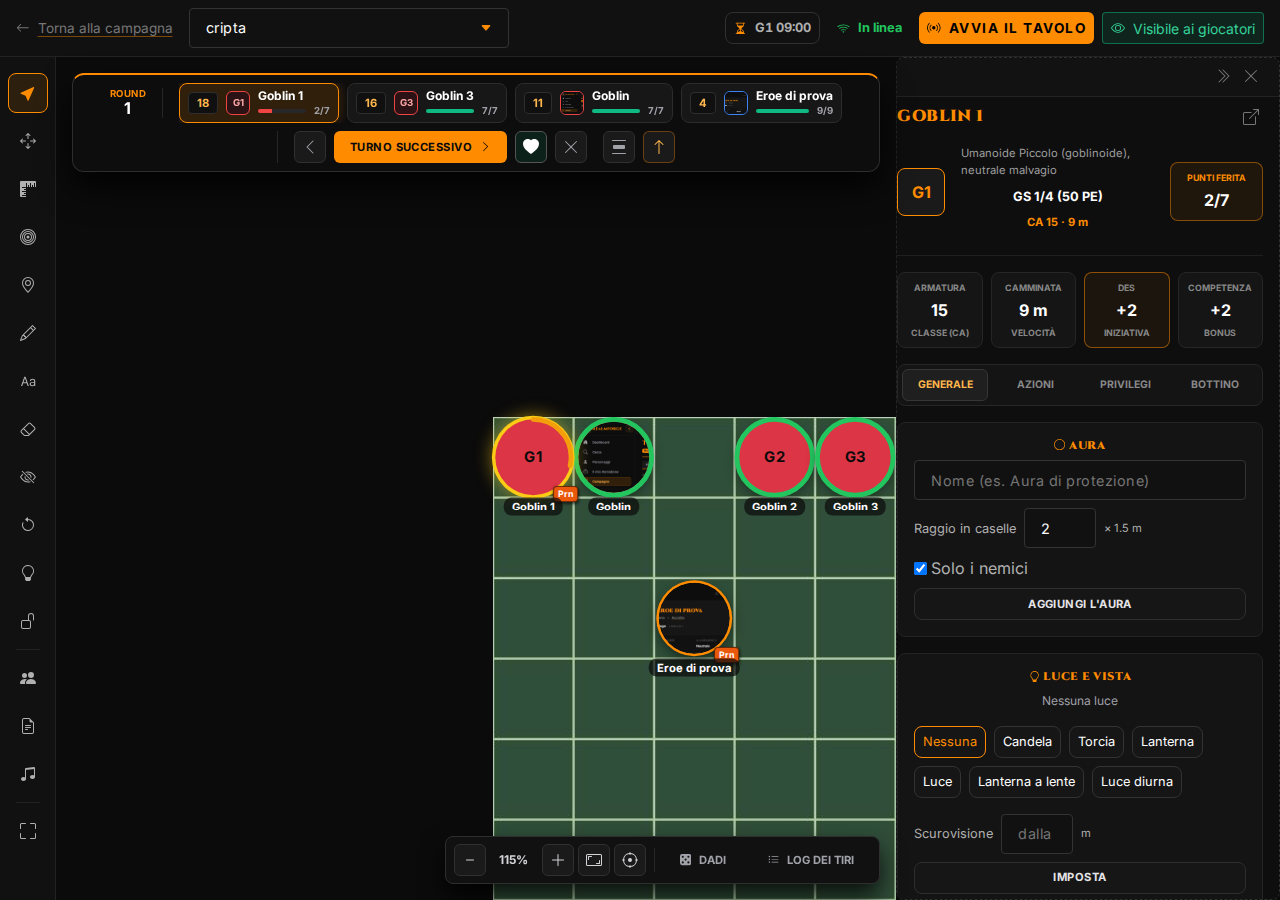 Torna alla campagna
cripta
G1 09:00
In linea
AVVIA IL TAVOLO
Visibile ai giocatori
ROUND
1
18 G1 Goblin 1 2/7
16 G3 Goblin 3 7/7
11 Goblin 7/7
4 Eroe di prova 9/9
TURNO SUCCESSIVO
Aa
GOBLIN 1
G1
Umanoide Piccolo (goblinoide),
neutrale malvagio
GS 1/4 (50 PE)
CA 15 · 9 m
PUNTI FERITA
2/7
ARMATURA
15
CLASSE (CA)
CAMMINATA
9 m
VELOCITÀ
DES
+2
INIZIATIVA
COMPETENZA
+2
BONUS
GENERALE
AZIONI
PRIVILEGI
BOTTINO
AURA
Nome (es. Aura di protezione)
Raggio in caselle 2 × 1.5 m
Solo i nemici
AGGIUNGI L'AURA
LUCE E VISTA
Nessuna luce
Nessuna
Candela
Torcia
Lanterna
Luce
Lanterna a lente
Luce diurna
Scurovisione dalla m
IMPOSTA
G1
Prn
Goblin 1
Goblin
G2
Goblin 2
G3
Goblin 3
EROE DI PROVA
Prn
Eroe di prova
115%
DADI
LOG DEI TIRI